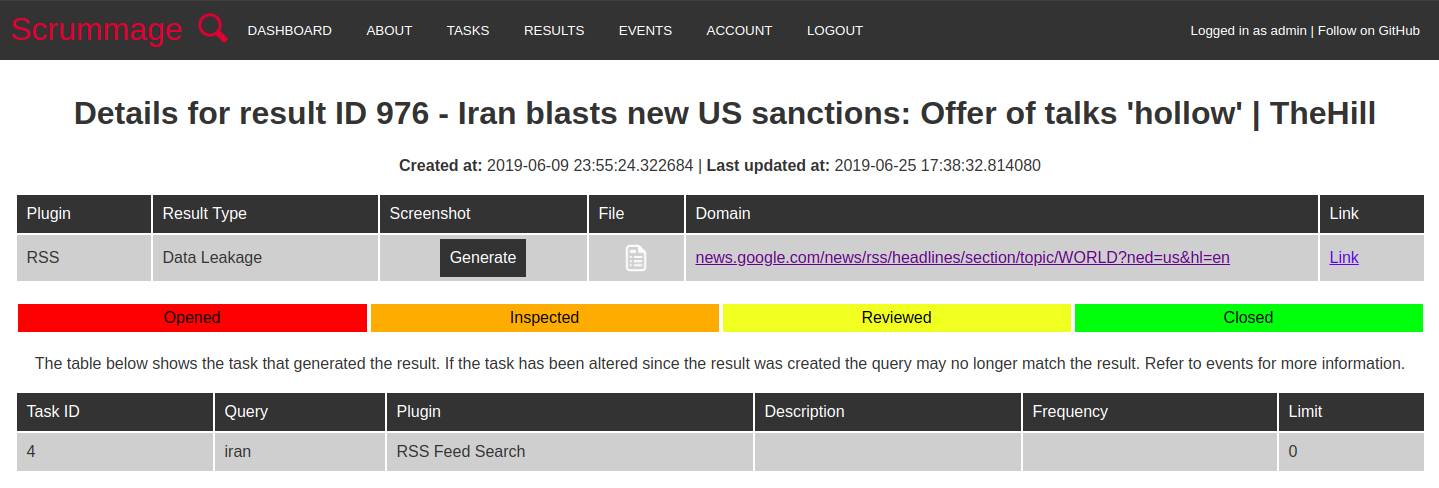 Scrummage DASHBOARD ABOUT TASKS RESULTS EVENTS ACCOUNT LOGOUT Logged in as admin | Follow on GitHub
Details for result ID 976 - Iran blasts new US sanctions: Offer of talks 'hollow' | TheHill
Created at: 2019-06-09 23:55:24.322684 | Last updated at: 2019-06-25 17:38:32.814080
Plugin Result Type Screenshot File Domain Link
RSS Data Leakage Generate news.google.com/news/rss/headlines/section/topic/WORLD?ned=us&hl=en Link
Opened Inspected Reviewed Closed
The table below shows the task that generated the result. If the task has been altered since the result was created the query may no longer match the result. Refer to events for more information.
Task ID Query Plugin Description Frequency Limit
4 iran RSS Feed Search 0